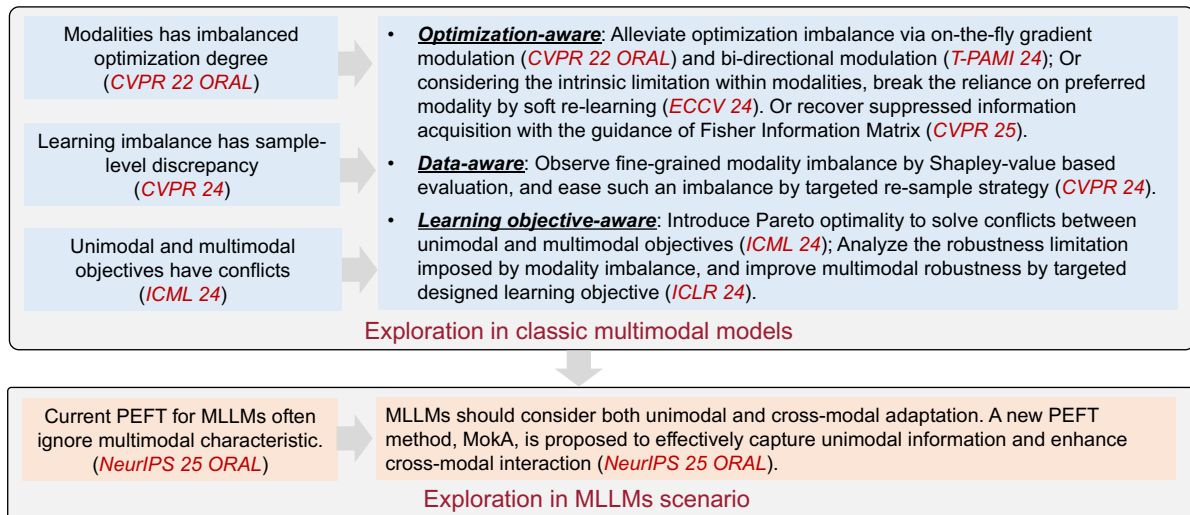 Modalities has imbalanced
optimization degree
(CVPR 22 ORAL)
Learning imbalance has sample-
level discrepancy
(CVPR 24)
Unimodal and multimodal
objectives have conflicts
(ICML 24)
• Optimization-aware: Alleviate optimization imbalance via on-the-fly gradient
modulation (CVPR 22 ORAL) and bi-directional modulation (T-PAMI 24); Or
considering the intrinsic limitation within modalities, break the reliance on preferred
modality by soft re-learning (ECCV 24). Or recover suppressed information
acquisition with the guidance of Fisher Information Matrix (CVPR 25).
• Data-aware: Observe fine-grained modality imbalance by Shapley-value based
evaluation, and ease such an imbalance by targeted re-sample strategy (CVPR 24).
• Learning objective-aware: Introduce Pareto optimality to solve conflicts between
unimodal and multimodal objectives (ICML 24); Analyze the robustness limitation
imposed by modality imbalance, and improve multimodal robustness by targeted
designed learning objective (ICLR 24).
Exploration in classic multimodal models
Current PEFT for MLLMs often
ignore multimodal characteristic.
(NeurIPS 25 ORAL)
MLLMs should consider both unimodal and cross-modal adaptation. A new PEFT
method, MokA, is proposed to effectively capture unimodal information and enhance
cross-modal interaction (NeurIPS 25 ORAL).
Exploration in MLLMs scenario